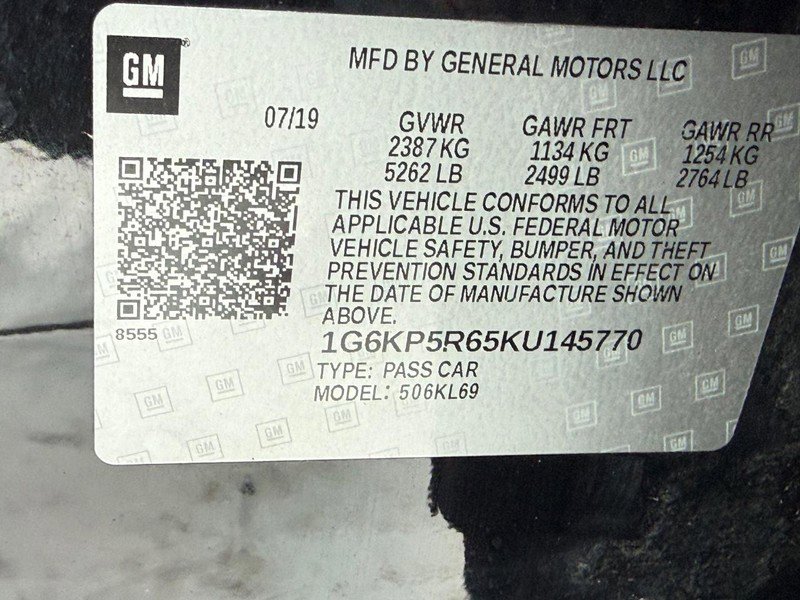 GM
MFD BY GENERAL MOTORS LLC
07/19 GVWR GAWR FRT GAWR RR
2387 KG 1134 KG 1254 KG
5262 LB 2499 LB 2764 LB
THIS VEHICLE CONFORMS TO ALL
APPLICABLE U.S. FEDERAL MOTOR
VEHICLE SAFETY, BUMPER, AND THEFT
PREVENTION STANDARDS IN EFFECT ON
THE DATE OF MANUFACTURE SHOWN
ABOVE.
8555
1G6KP5R65KU145770
TYPE: PASS CAR
MODEL: 506KL69